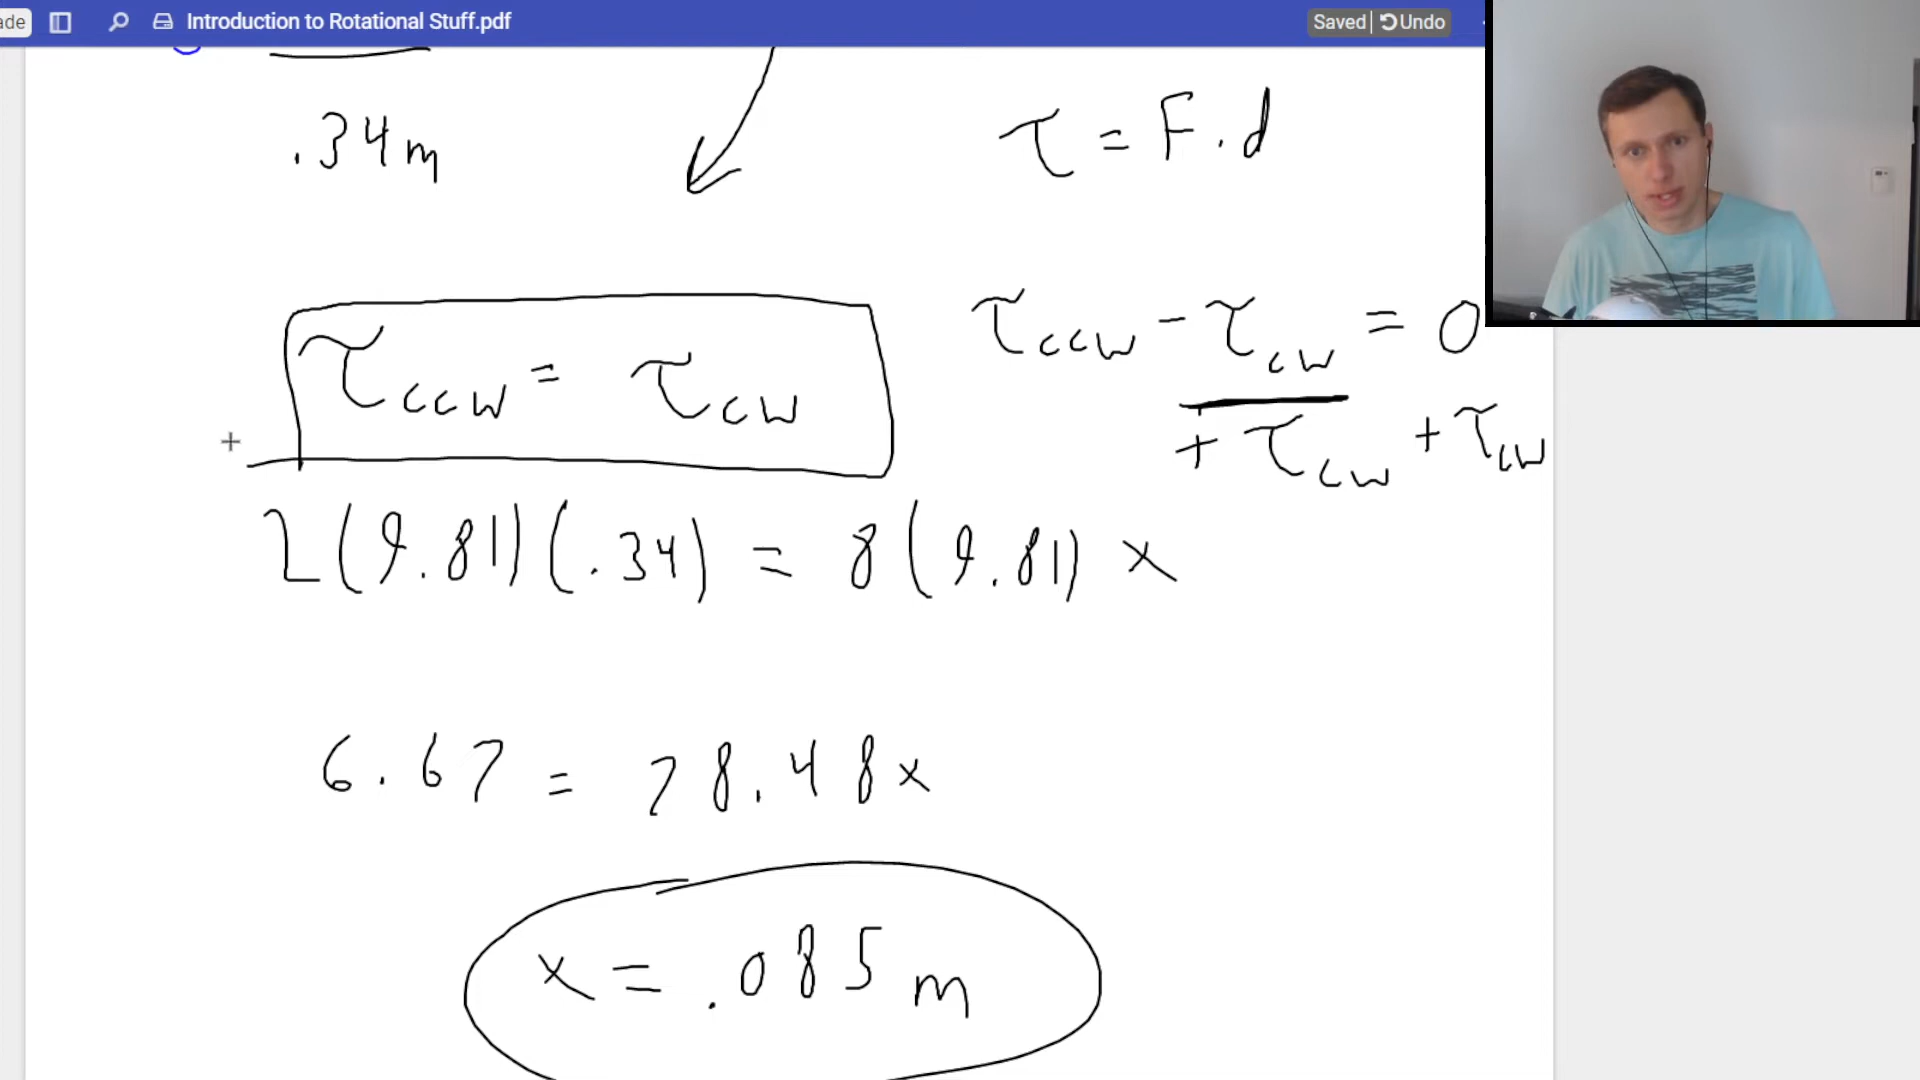 ade Introduction to Rotational Stuff.pdf Saved Undo
.34m
τ = F.d
τccw = τcw
τccw - τcw = 0
+ τcw + τcw
2(9.81)(.34) = 8(9.81)x
6.67 = 78.48x
x = .085m